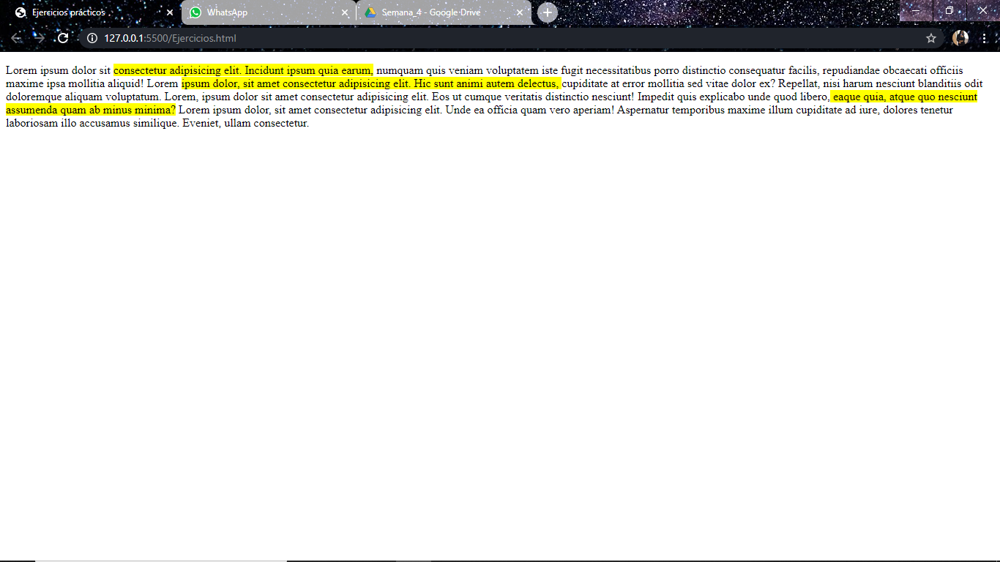 Ejercicios prácticos
WhatsApp
Semana_4 - Google Drive
127.0.0.1:5500/Ejercicios.html
Lorem ipsum dolor sit consectetur adipisicing elit. Incidunt ipsum quia earum, numquam quis veniam voluptatem iste fugit necessitatibus porro distinctio consequatur facilis, repudiandae obcaecati officiis
maxime ipsa mollitia aliquid! Lorem ipsum dolor, sit amet consectetur adipisicing elit. Hic sunt animi autem delectus, cupiditate at error mollitia sed vitae dolor ex? Repellat, nisi harum nesciunt blanditiis odit
doloremque aliquam voluptatum. Lorem, ipsum dolor sit amet consectetur adipisicing elit. Eos ut cumque veritatis distinctio nesciunt! Impedit quis explicabo unde quod libero, eaque quia, atque quo nesciunt
assumenda quam ab minus minima? Lorem ipsum dolor, sit amet consectetur adipisicing elit. Unde ea officia quam vero aperiam! Aspernatur temporibus maxime illum cupiditate ad iure, dolores tenetur
laboriosam illo accusamus similique. Eveniet, ullam consectetur.